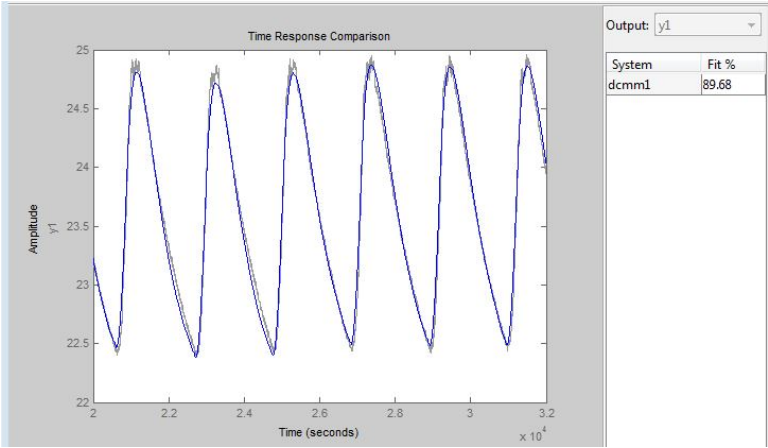 Time Response Comparison
Output: y1
System Fit %
dcmm1 89.68
25
24.5
24
23.5
23
22.5
22
Amplitude
y1
2 2.2 2.4 2.6 2.8 3 3.2
Time (seconds)
x 10^4